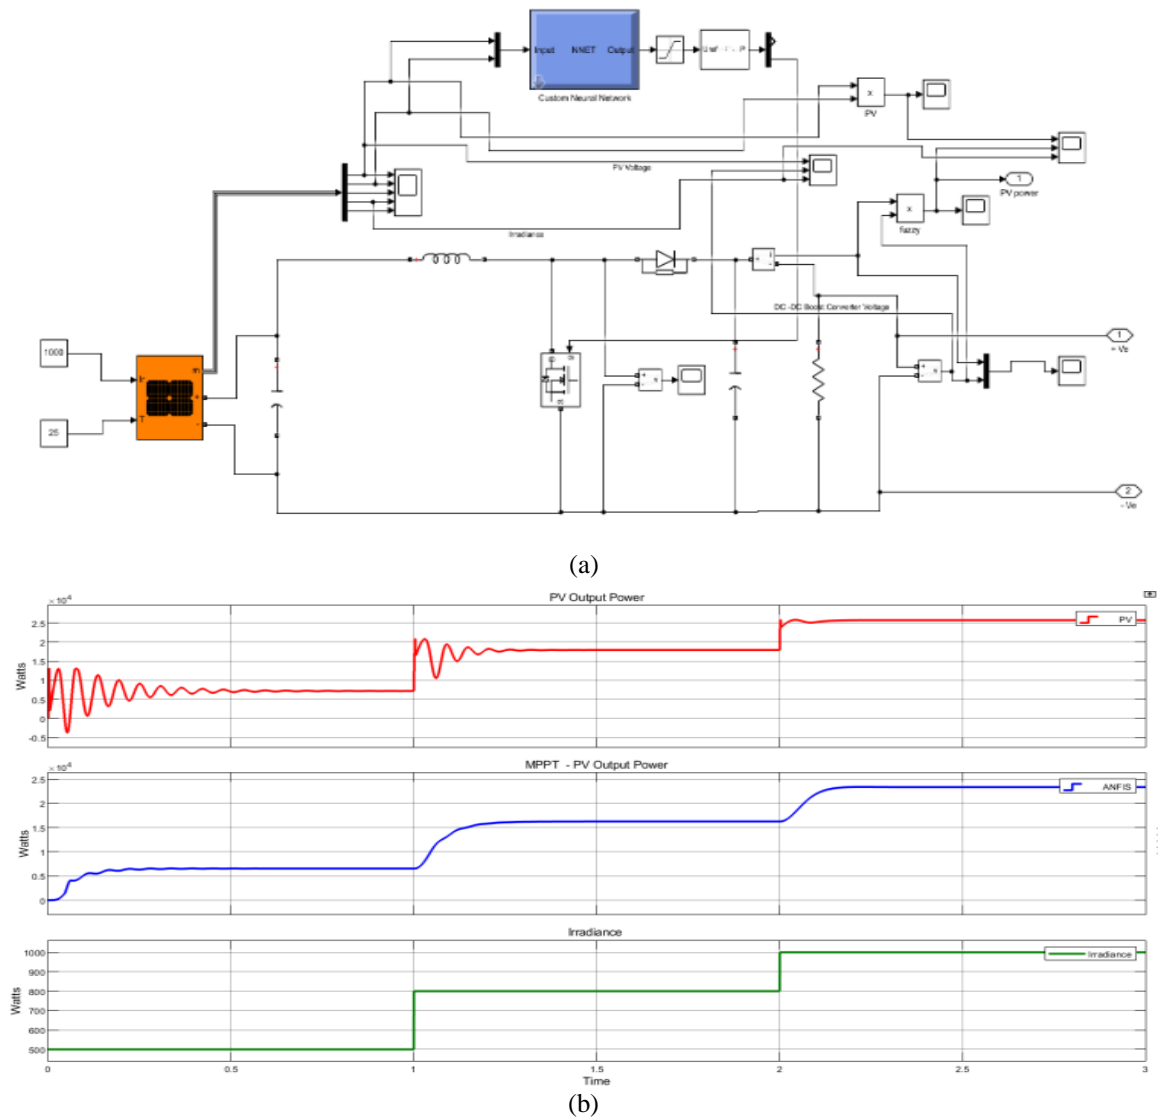 Input NNET Output
Custom Neural Network
x
PV
PV Voltage
1
PV power
x
fuzzy
Irradiance
DC -DC Boost Converter Voltage
1000
Ir
m
+
T
-
25
1
+ Ve
2
- Ve
(a)
PV Output Power
×10⁴
2.5
2
1.5
1
0.5
0
-0.5
Watts
PV
MPPT - PV Output Power
×10⁴
2.5
2
1.5
1
0.5
0
Watts
ANFIS
Irradiance
1000
900
800
700
600
500
Watts
Irradiance
0 0.5 1 1.5 2 2.5 3
Time
(b)